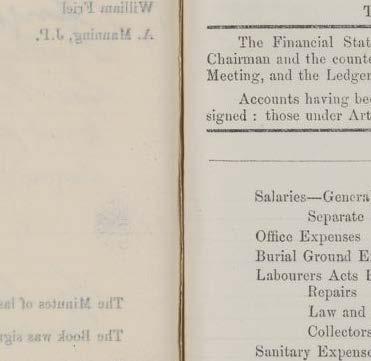 William Friel
A. Manning, J.P.
The Minutes of las
The Book was sign
T
The Financial Stat
Chairman and the counte
Meeting, and the Ledger
Accounts having bee
signed : those under Art
Salaries—Genera
Separate
Office Expenses
Burial Ground E
Labourers Acts E
Repairs
Law and
Collectors
Sanitary Expense